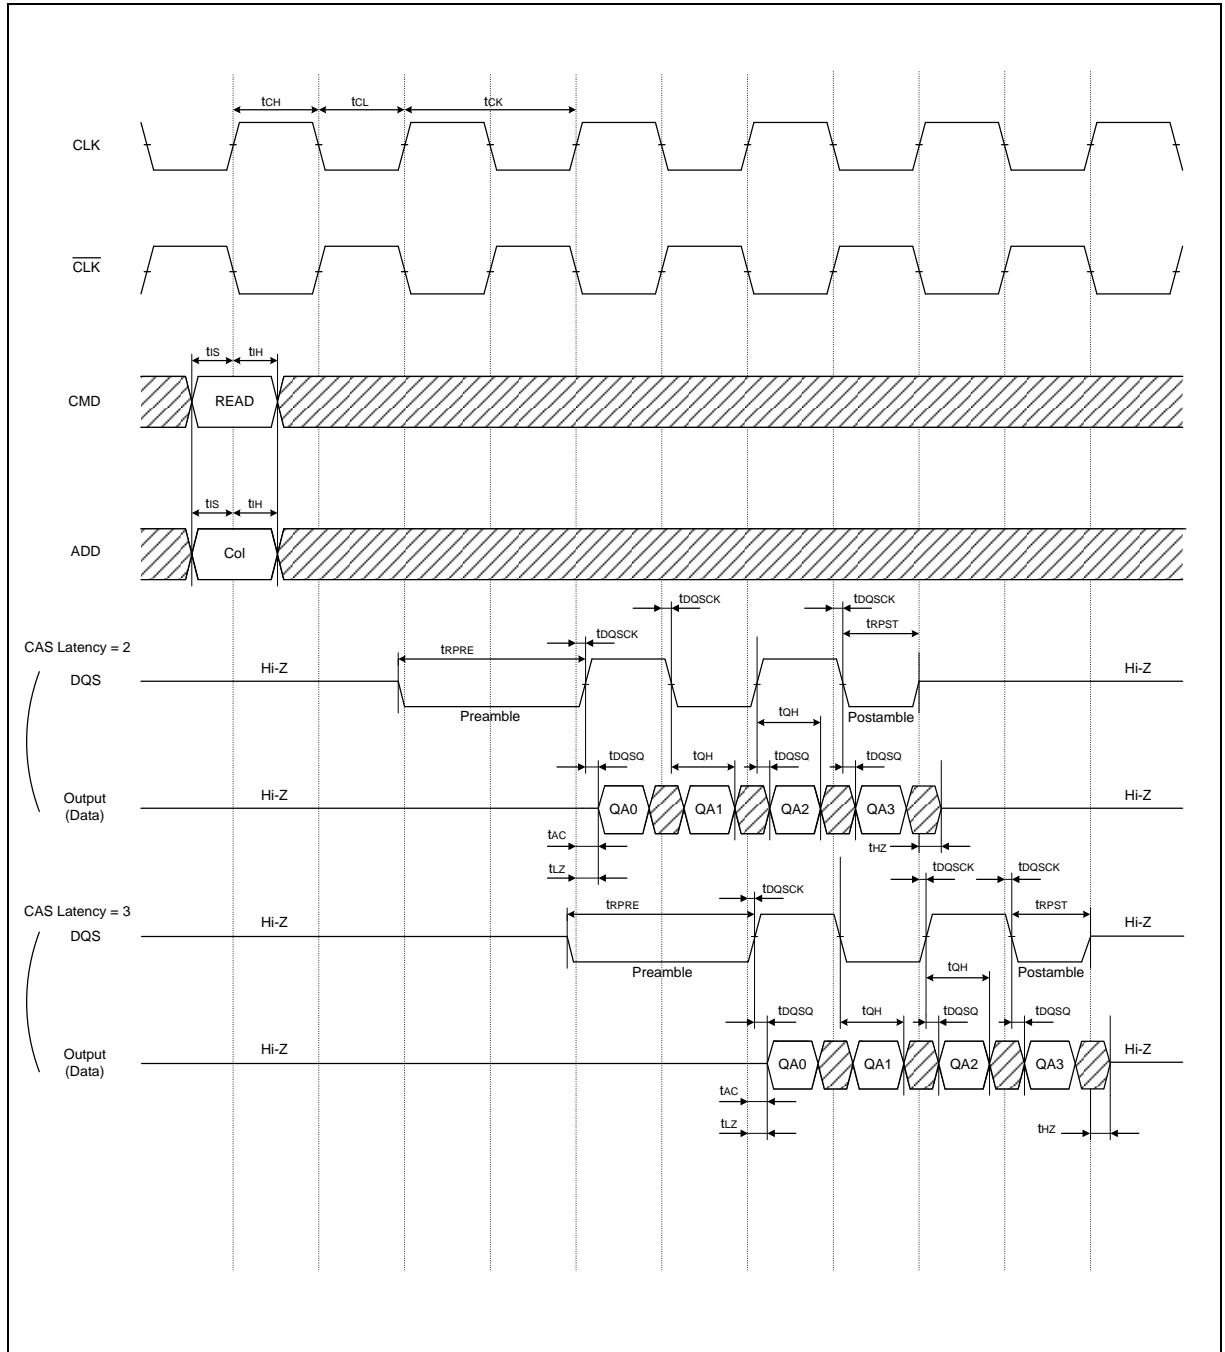 tCH tCL tCK
CLK
CLK
tIS tIH
CMD READ
tIS tIH
ADD Col
tDQSCK tDQSCK
tDQSCK tRPST
CAS Latency = 2
tRPRE
Hi-Z Hi-Z
DQS
Preamble Postamble
tQH
tDQSQ tQH tDQSQ tDQSQ
Hi-Z
Output
(Data)
QA0 QA1 QA2 QA3
tAC tHZ
tLZ
tDQSCK tDQSCK tDQSCK
CAS Latency = 3
tRPRE tRPST
Hi-Z Hi-Z
DQS
Preamble Postamble
tQH
tDQSQ tQH tDQSQ tDQSQ
Hi-Z Hi-Z
Output
(Data)
QA0 QA1 QA2 QA3
tAC
tLZ tHZ